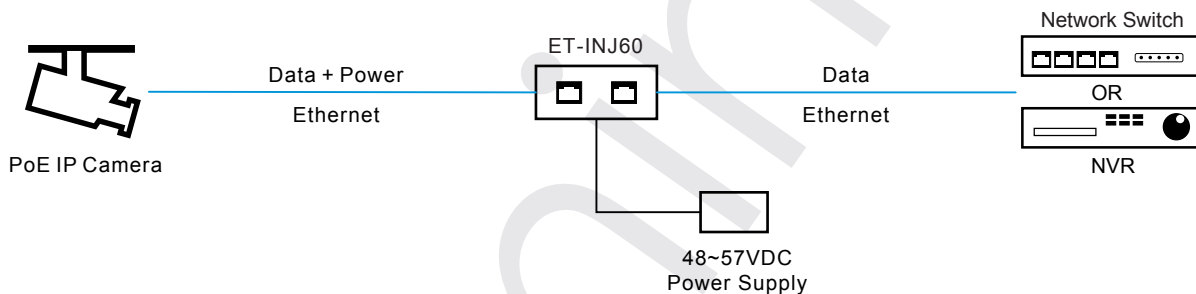 Network Switch
ET-INJ60
Data + Power
Data
OR
Ethernet
Ethernet
PoE IP Camera
NVR
48~57VDC
Power Supply